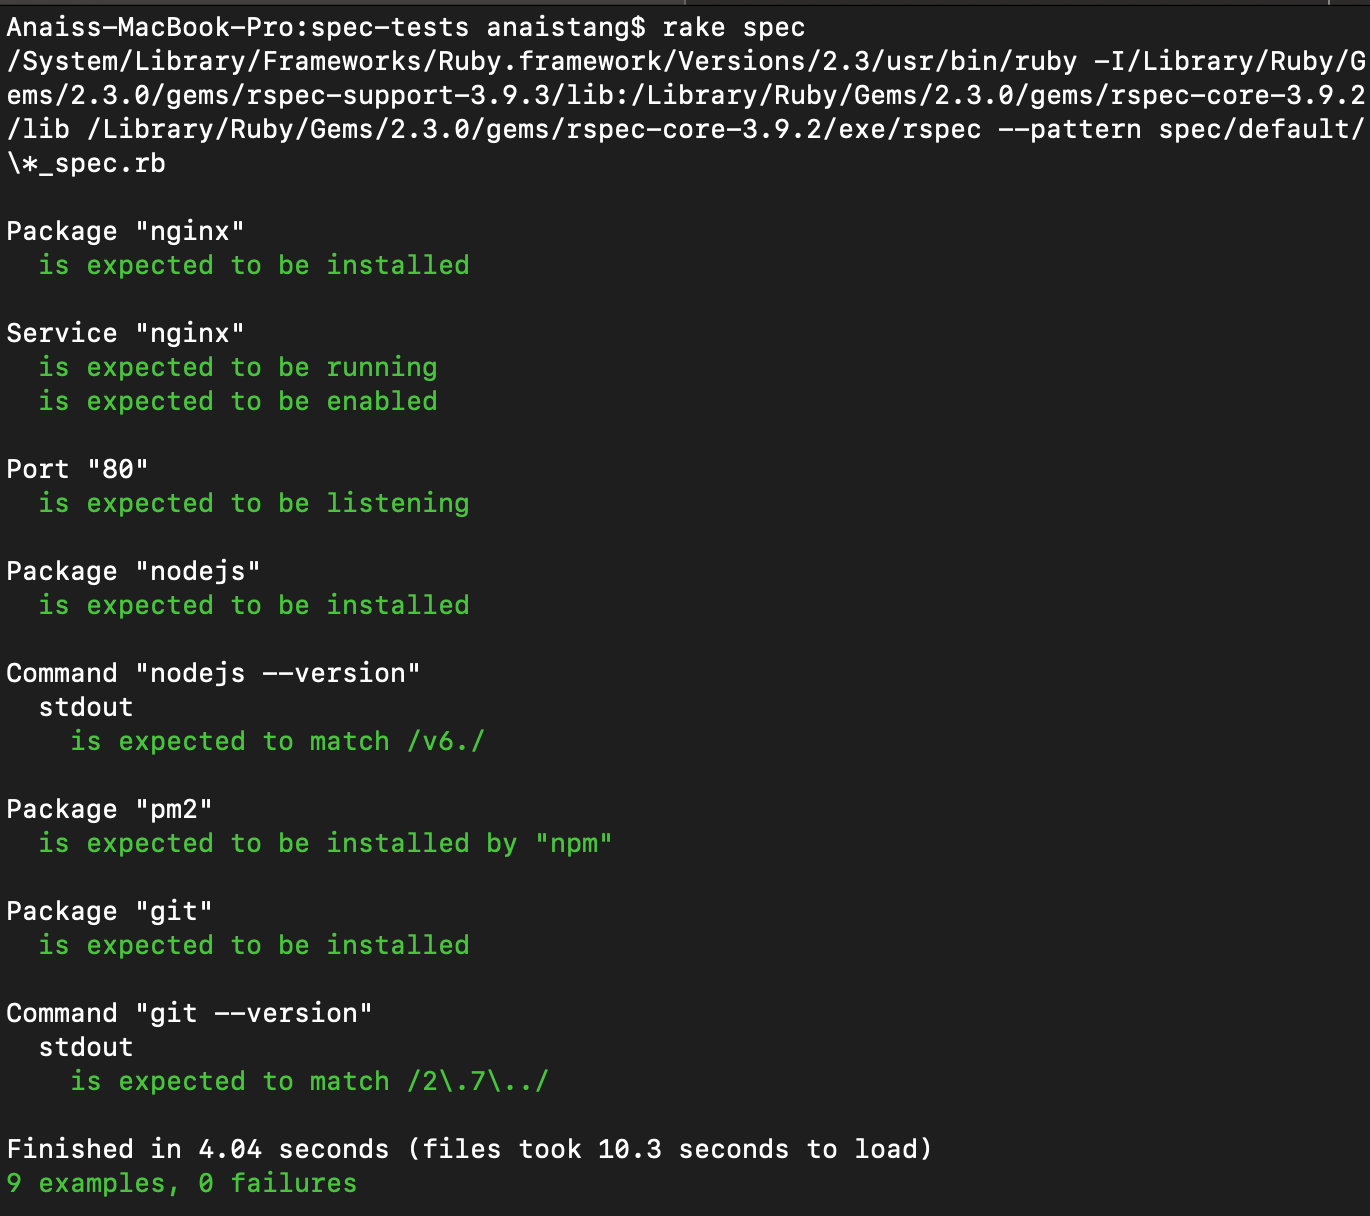 Anaiss-MacBook-Pro:spec-tests anaistang$ rake spec
/System/Library/Frameworks/Ruby.framework/Versions/2.3/usr/bin/ruby -I/Library/Ruby/G
ems/2.3.0/gems/rspec-support-3.9.3/lib:/Library/Ruby/Gems/2.3.0/gems/rspec-core-3.9.2
/lib /Library/Ruby/Gems/2.3.0/gems/rspec-core-3.9.2/exe/rspec --pattern spec/default/
\*_spec.rb

Package "nginx"
  is expected to be installed

Service "nginx"
  is expected to be running
  is expected to be enabled

Port "80"
  is expected to be listening

Package "nodejs"
  is expected to be installed

Command "nodejs --version"
  stdout
    is expected to match /v6./

Package "pm2"
  is expected to be installed by "npm"

Package "git"
  is expected to be installed

Command "git --version"
  stdout
    is expected to match /2\.7\../

Finished in 4.04 seconds (files took 10.3 seconds to load)
9 examples, 0 failures